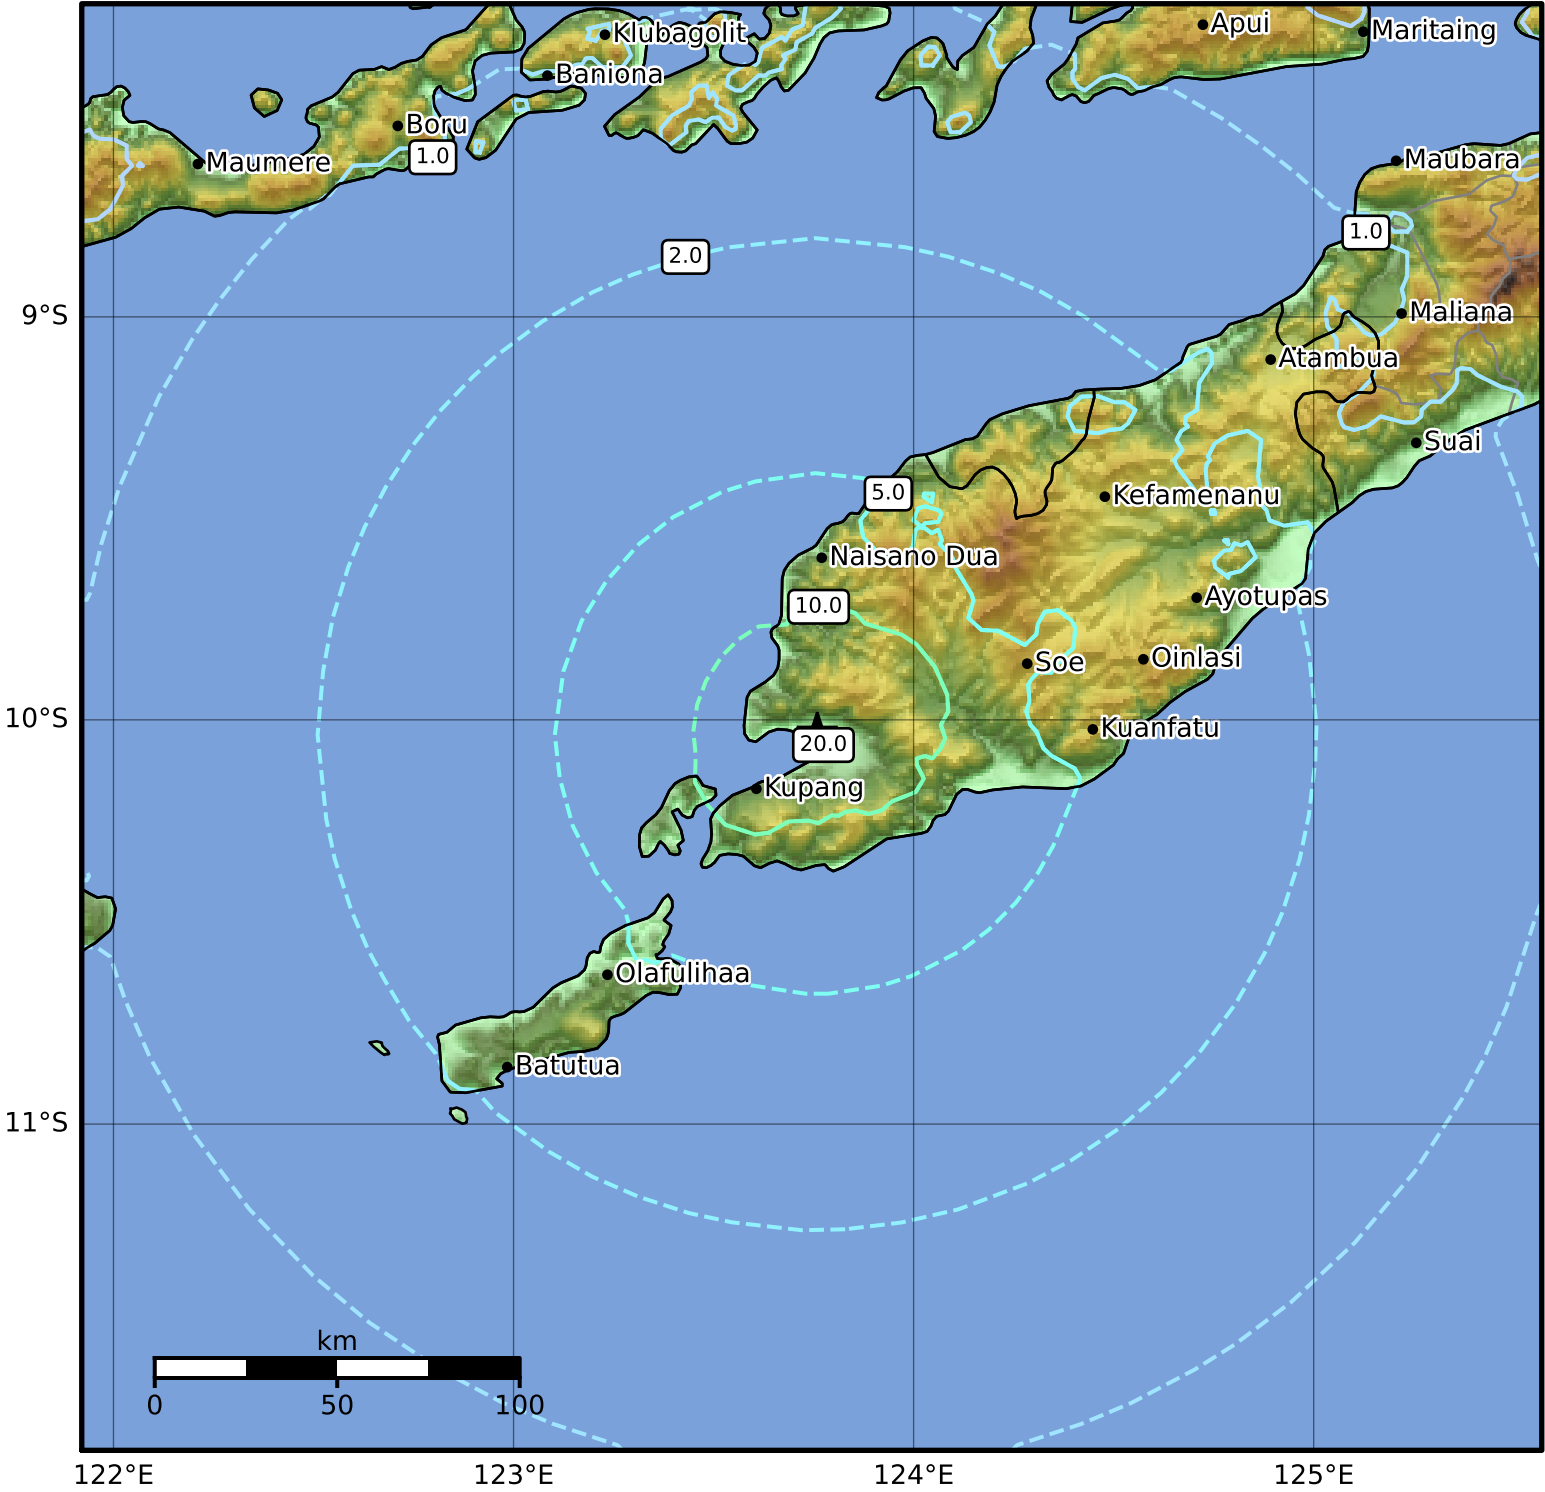 Klubagolit
Apui
Maritaing
Baniona
Boru
1.0
Maumere
Maubara
1.0
2.0
9°S
Maliana
Atambua
Suai
5.0
Kefamenanu
Naisano Dua
Ayotupas
10.0
Soe
Oinlasi
10°S
Kuanfatu
20.0
Kupang
Olafulihaa
Batutua
11°S
km
0 50 100
122°E 123°E 124°E 125°E